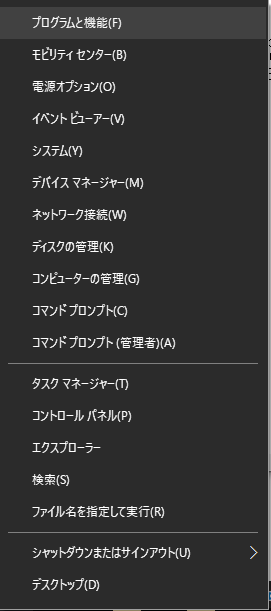 プログラムと機能(F)
モビリティ センター(B)
電源オプション(O)
イベント ビューアー(V)
システム(Y)
デバイス マネージャー(M)
ネットワーク接続(W)
ディスクの管理(K)
コンピューターの管理(G)
コマンド プロンプト(C)
コマンド プロンプト (管理者)(A)
タスク マネージャー(T)
コントロール パネル(P)
エクスプローラー
検索(S)
ファイル名を指定して実行(R)
シャットダウンまたはサインアウト(U)
デスクトップ(D)